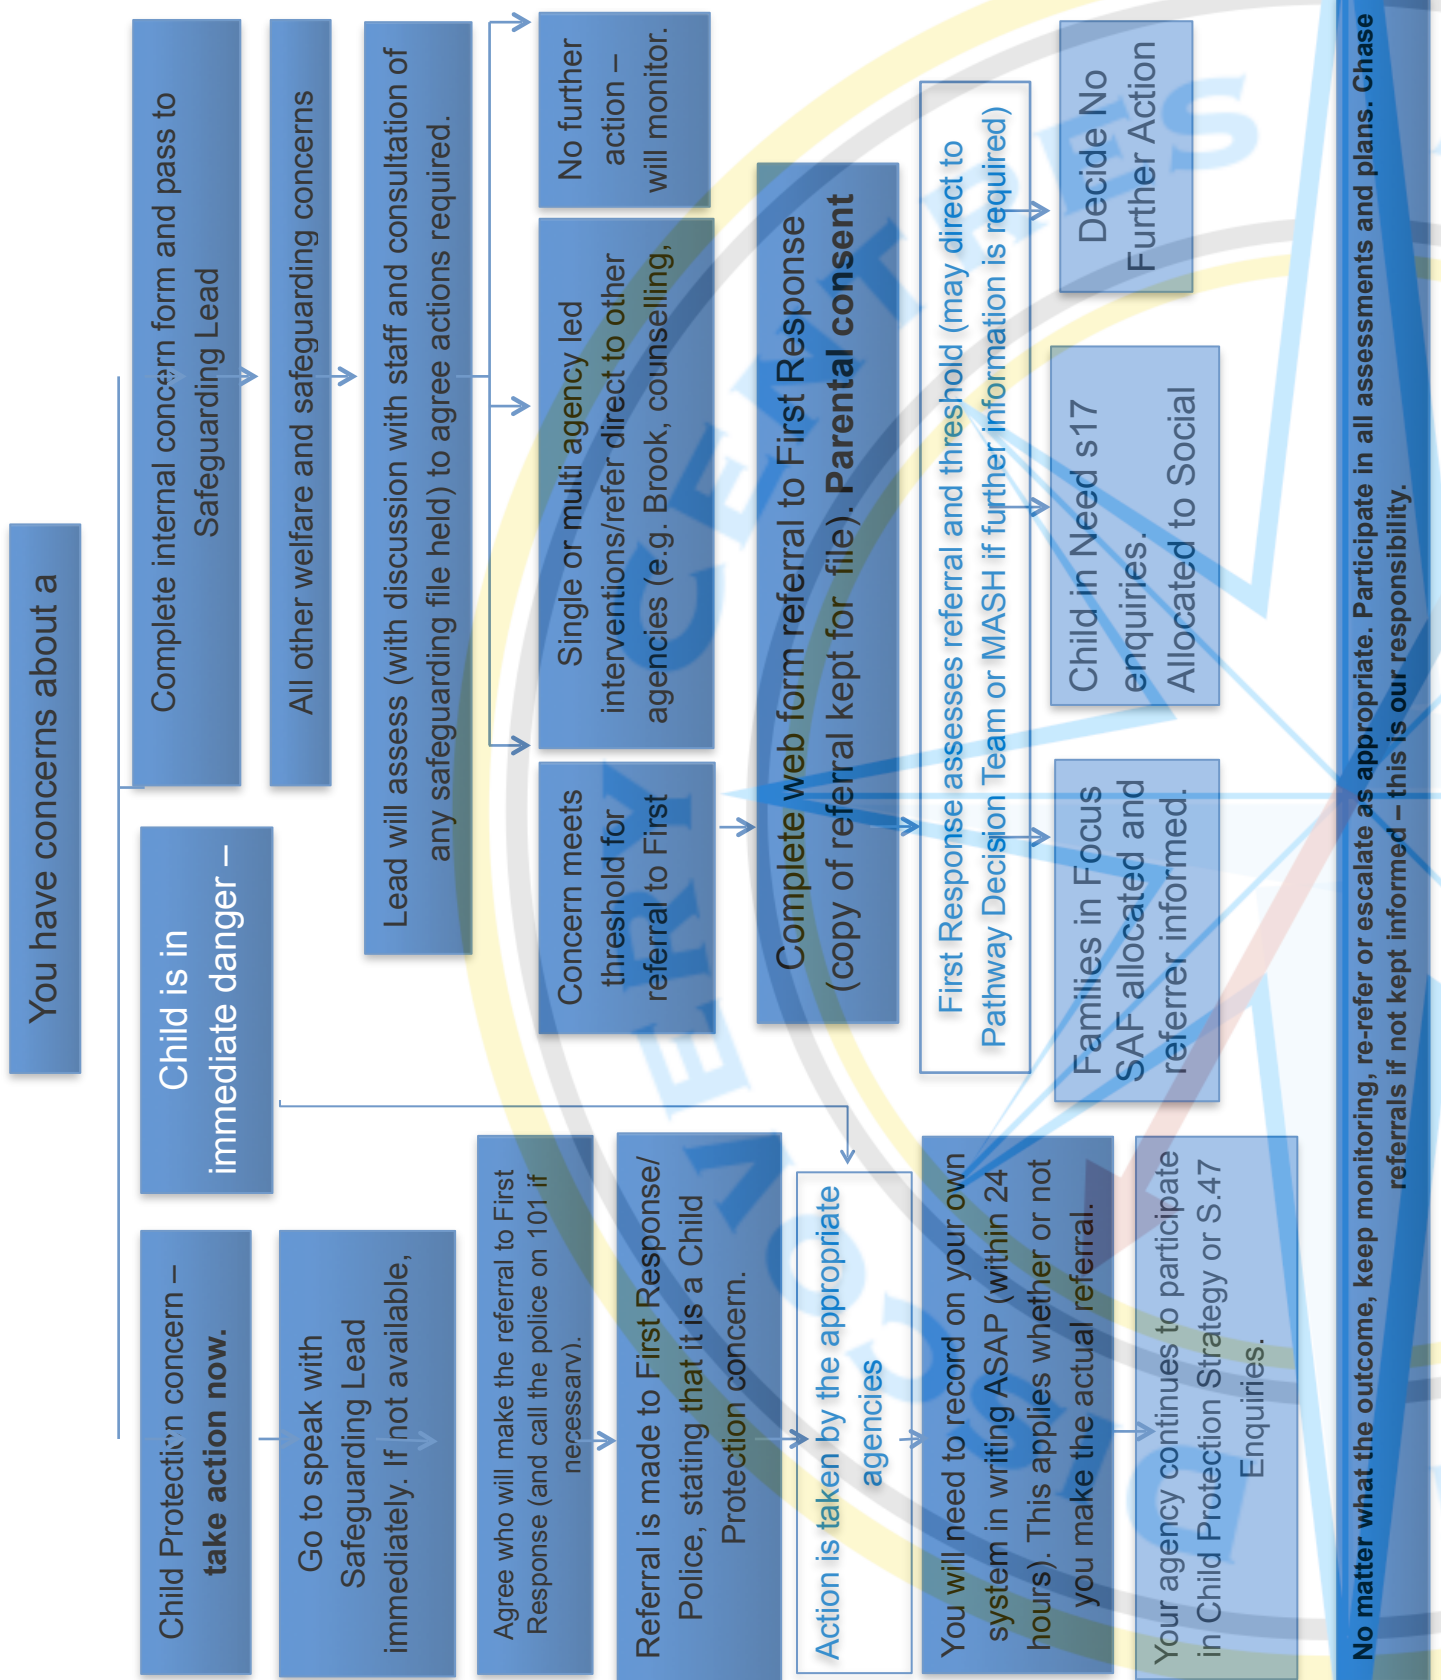 You have concerns about a
Child Protection concern –
take action now.
Go to speak with
Safeguarding Lead
immediately. If not available,
Agree who will make the referral to First
Response (and call the police on 101 if
necessary).
Referral is made to First Response/
Police, stating that it is a Child
Protection concern.
Action is taken by the appropriate
agencies
You will need to record on your own
system in writing ASAP (within 24
hours). This applies whether or not
you make the actual referral.
Your agency continues to participate
in Child Protection Strategy or S.47
Enquiries.
Child is in
immediate danger –
Complete internal concern form and pass to
Safeguarding Lead
All other welfare and safeguarding concerns
Lead will assess (with discussion with staff and consultation of
any safeguarding file held) to agree actions required.
Concern meets
threshold for
referral to First
Single or multi agency led
interventions/refer direct to other
agencies (e.g. Brook, counselling,
No further
action –
will monitor.
Complete web form referral to First Response
(copy of referral kept for file). Parental consent
First Response assesses referral and threshold (may direct to
Pathway Decision Team or MASH if further information is required)
Families in Focus
SAF allocated and
referrer informed.
Child in Need s17
enquiries.
Allocated to Social
Decide No
Further Action
No matter what the outcome, keep monitoring, re-refer or escalate as appropriate. Participate in all assessments and plans. Chase
referrals if not kept informed – this is our responsibility.
DISCOVERY CENTRES